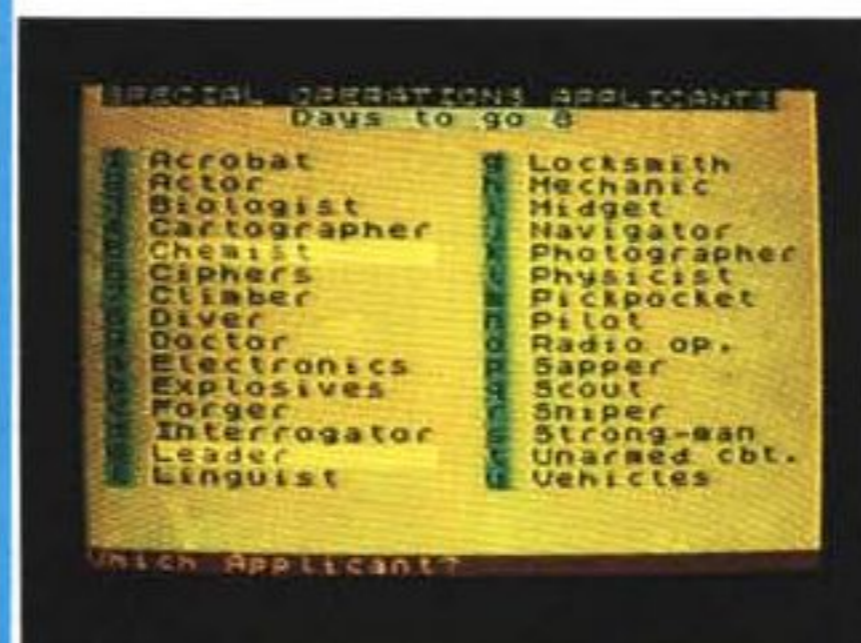 SPECIAL OPERATIONS APPLICANTS
Days to go 8
Acrobat
Actor
Biologist
Cartographer
Chemist
Ciphers
Climber
Diver
Doctor
Electronics
Explosives
Forger
Interrogator
Leader
Linguist
g Locksmith
h Mechanic
i Midget
j Navigator
k Photographer
l Physicist
m Pickpocket
n Pilot
o Radio op.
p Sapper
q Scout
r Sniper
s Strong-man
t Unarmed cbt.
Vehicles
Which Applicant?